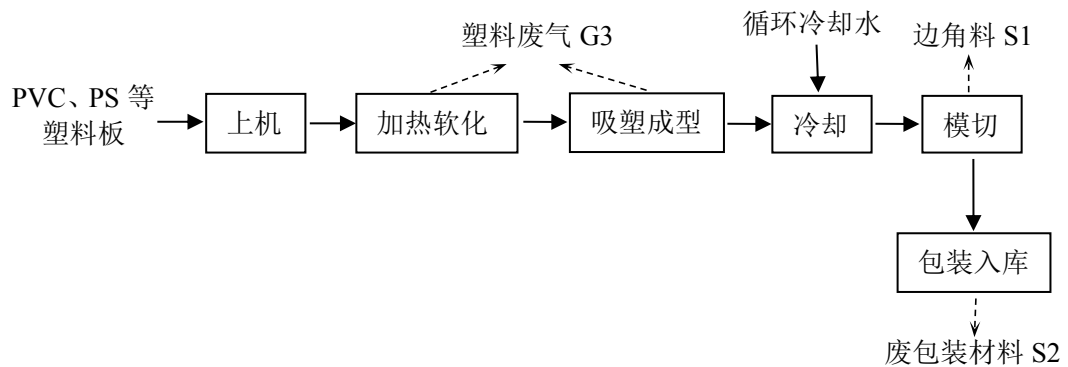 塑料废气 G3
循环冷却水
边角料 S1
PVC、PS 等
塑料板
上机
加热软化
吸塑成型
冷却
模切
包装入库
废包装材料 S2